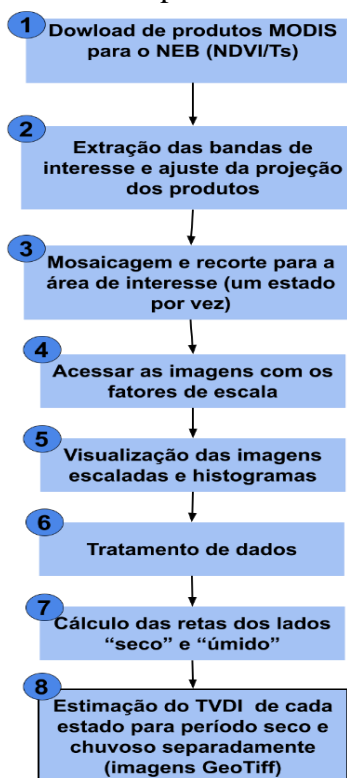 1
Dowload de produtos MODIS
para o NEB (NDVI/Ts)
2
Extração das bandas de
interesse e ajuste da projeção
dos produtos
3
Mosaicagem e recorte para a
área de interesse (um estado
por vez)
4
Acessar as imagens com os
fatores de escala
5
Visualização das imagens
escaladas e histogramas
6
Tratamento de dados
7
Cálculo das retas dos lados
“seco” e “úmido”
8
Estimação do TVDI de cada
estado para período seco e
chuvoso separadamente
(imagens GeoTiff)